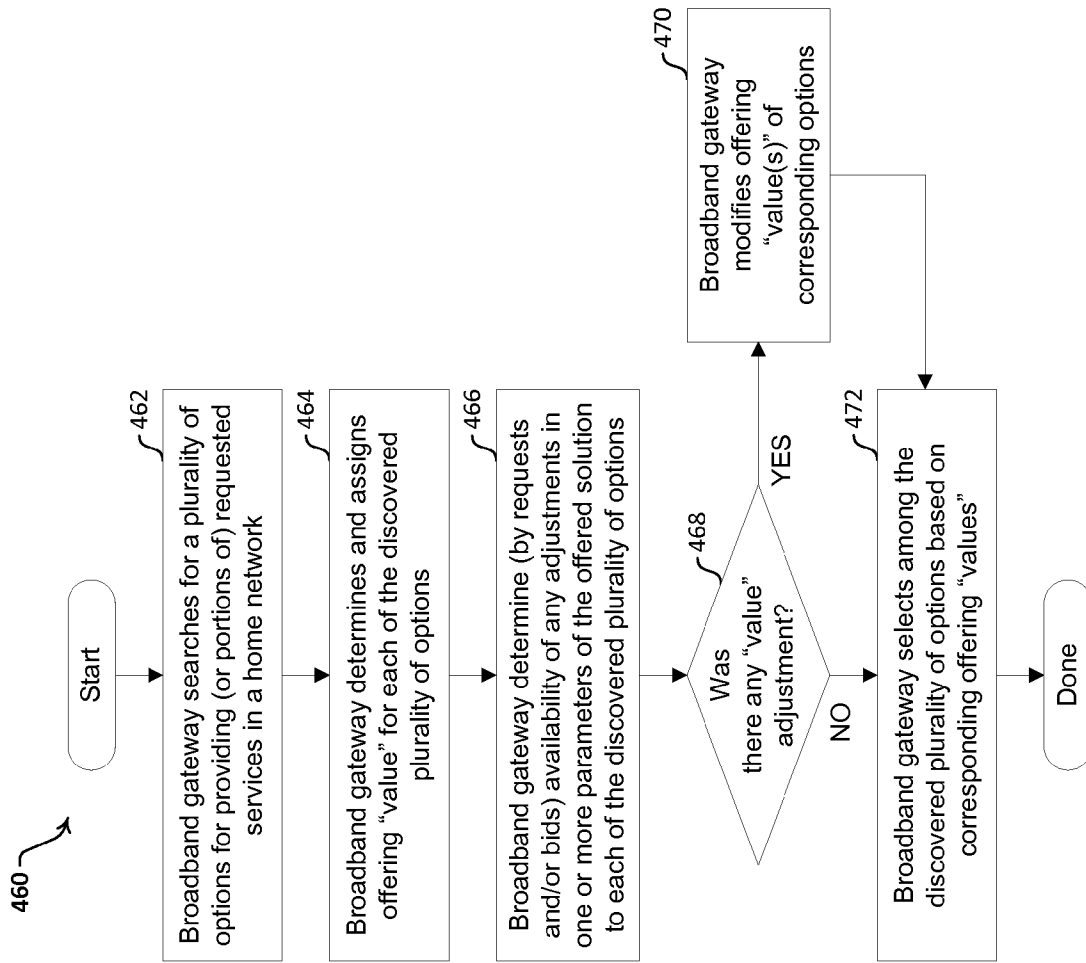 460
Start
462
Broadband gateway searches for a plurality of
options for providing (or portions of) requested
services in a home network
464
Broadband gateway determines and assigns
offering “value” for each of the discovered
plurality of options
466
Broadband gateway determine (by requests
and/or bids) availability of any adjustments in
one or more parameters of the offered solution
to each of the discovered plurality of options
468
Was
there any “value”
adjustment?
YES
NO
470
Broadband gateway
modifies offering
“value(s)” of
corresponding options
472
Broadband gateway selects among the
discovered plurality of options based on
corresponding offering “values”
Done